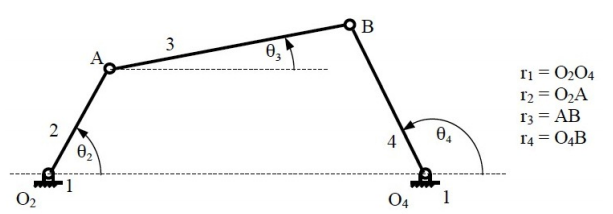 B
A
3
θ₃
r₁ = O₂O₄
r₂ = O₂A
r₃ = AB
r₄ = O₄B
2
θ₂
4
θ₄
1
1
O₂
O₄